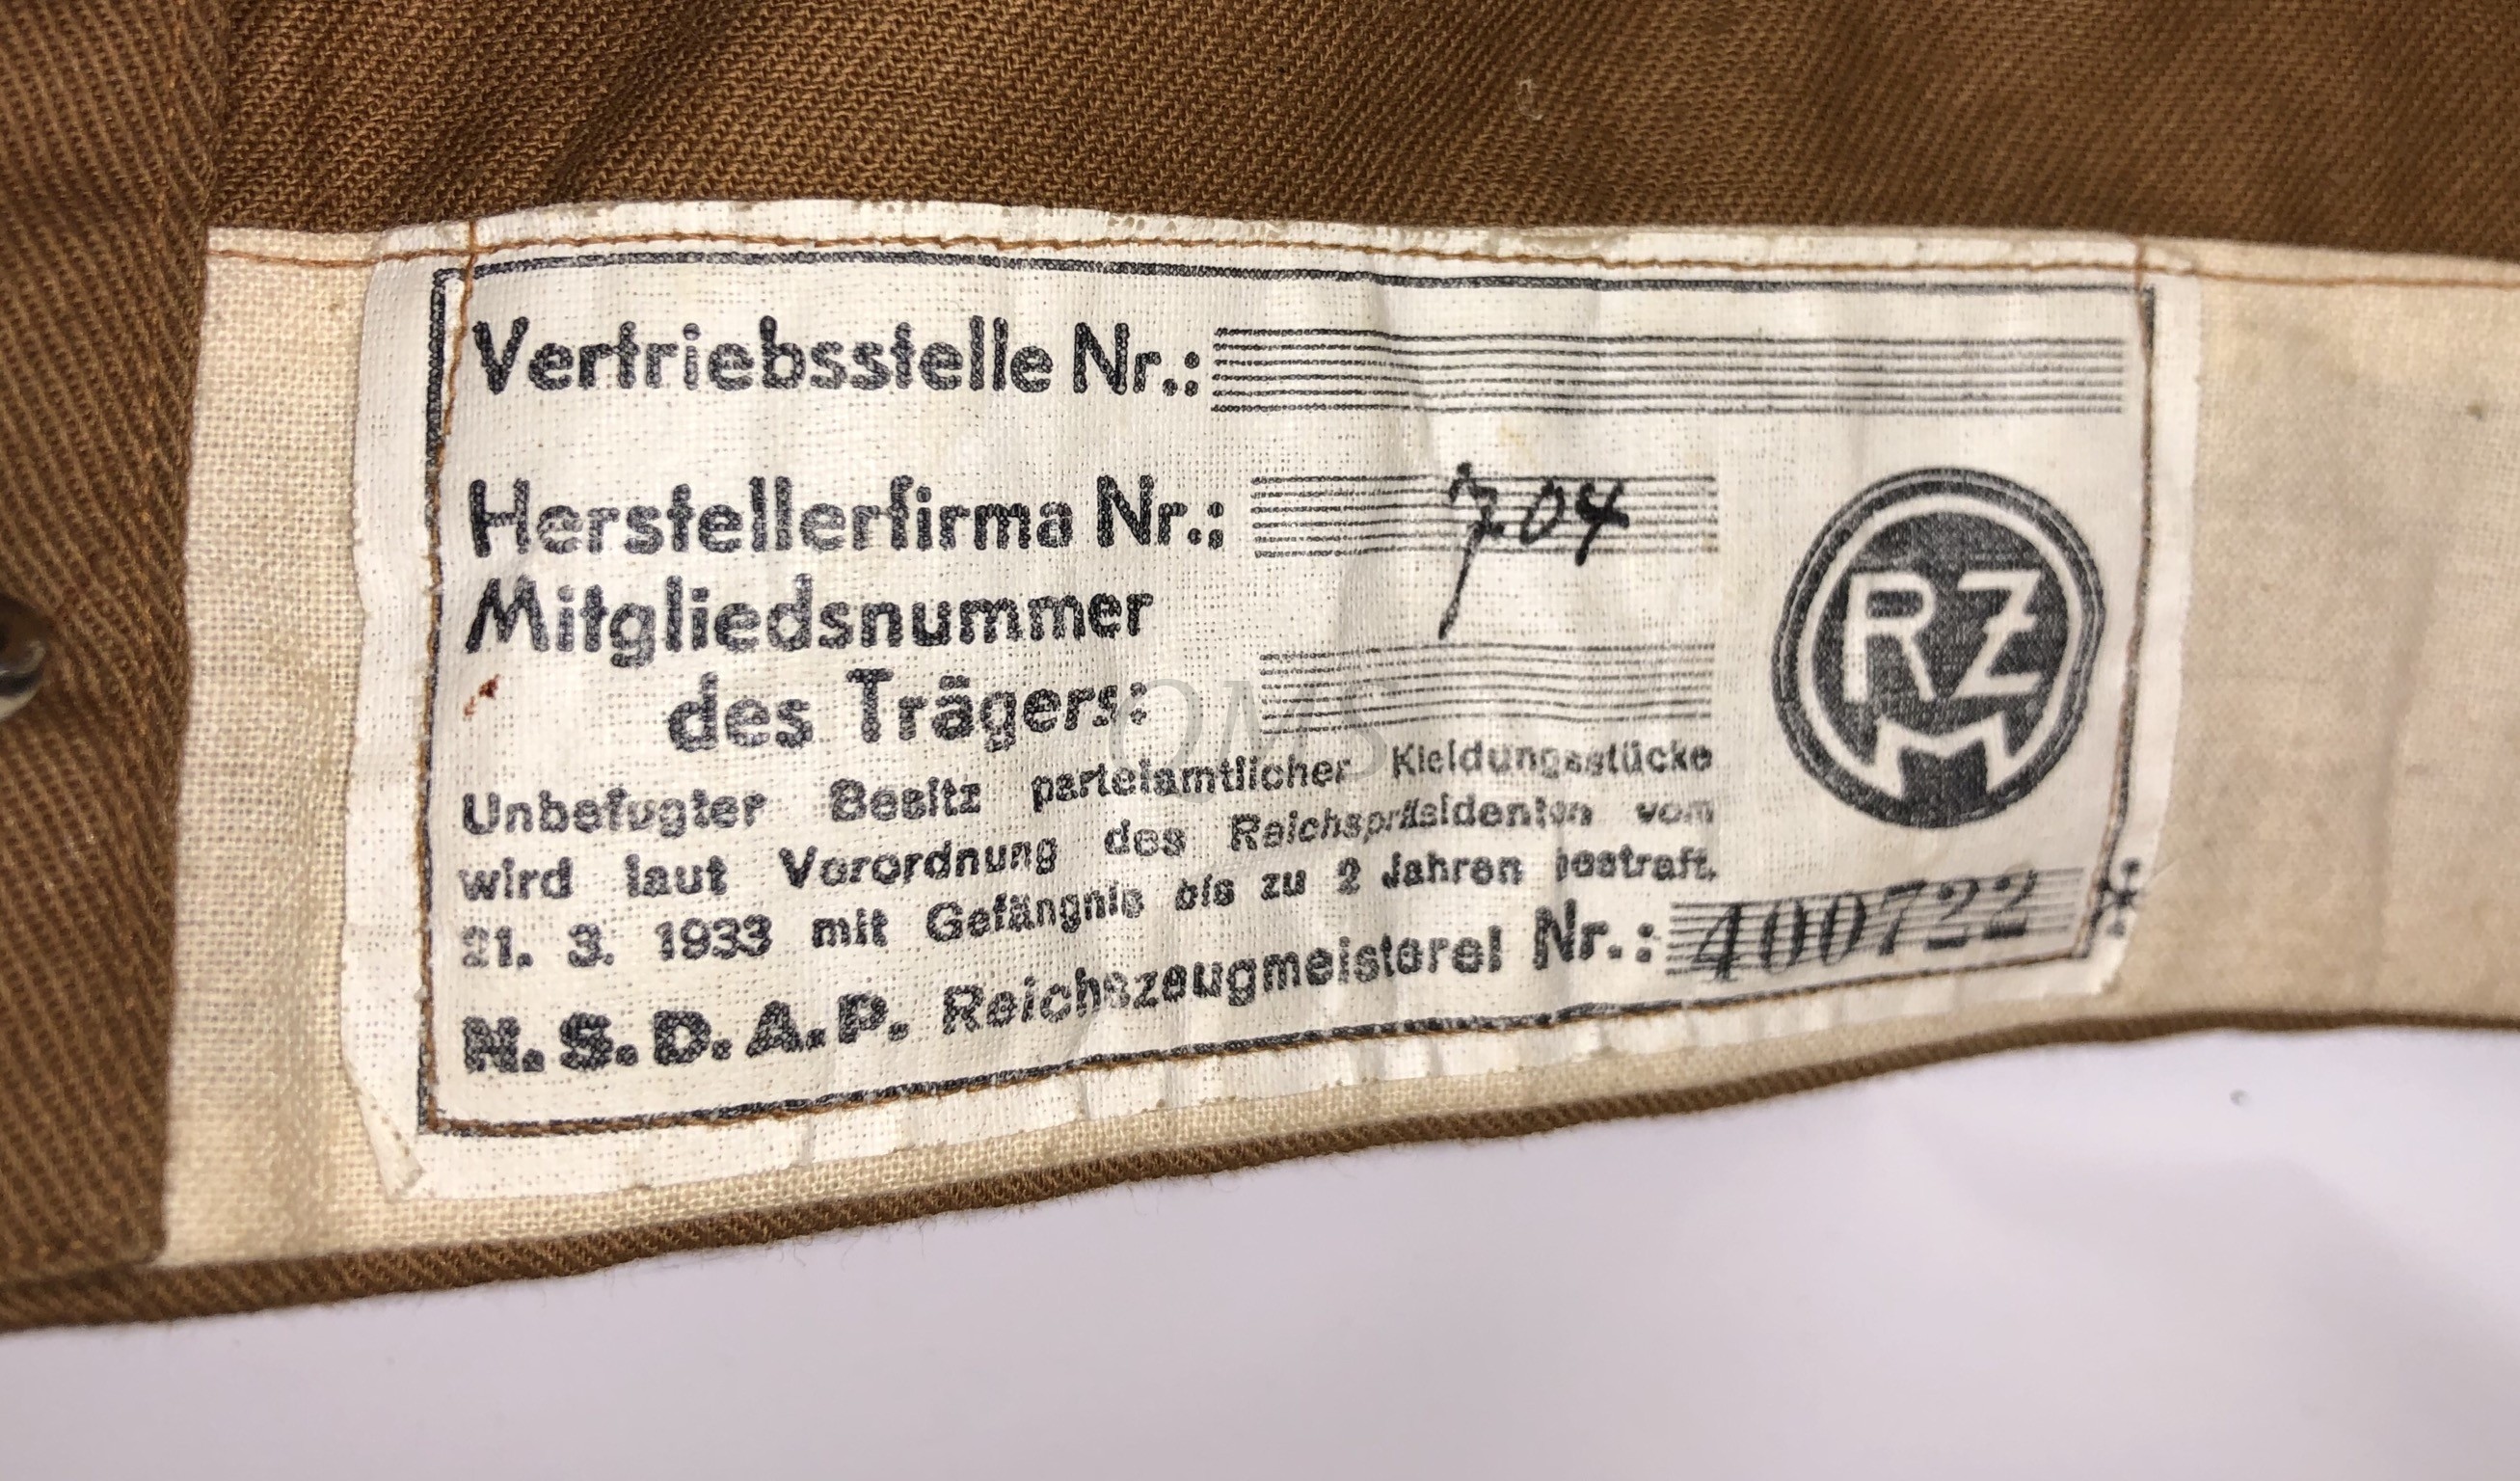 Vertriebsstelle Nr.:
Herstellerfirma Nr.: 704
Mitgliedsnummer
des Trägers:
Unbefugter Besitz parteiamtlicher Kleidungsstücke
wird laut Verordnung des Reichspräsidenten vom
21. 3. 1933 mit Gefängnis bis zu 2 Jahren bestraft.
N.S.D.A.P. Reichszeugmeisterei Nr.: 400722 *
RZM
QMS